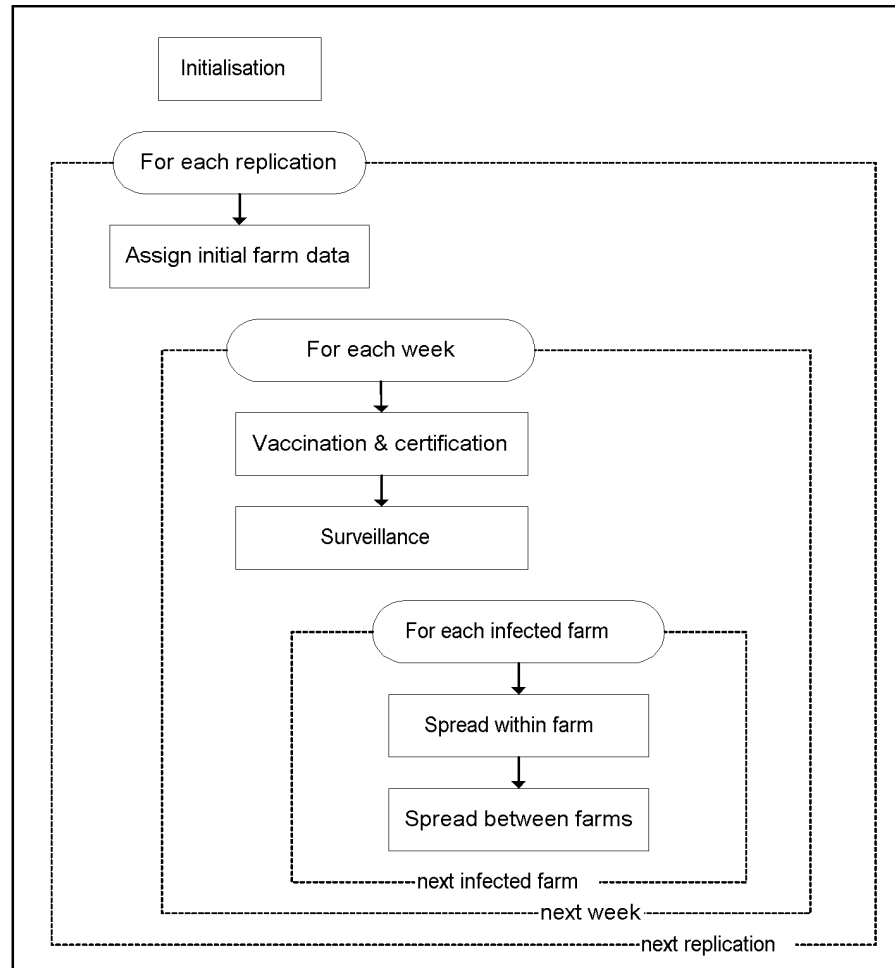 Initialisation
For each replication
Assign initial farm data
For each week
Vaccination & certification
Surveillance
For each infected farm
Spread within farm
Spread between farms
next infected farm
next week
next replication